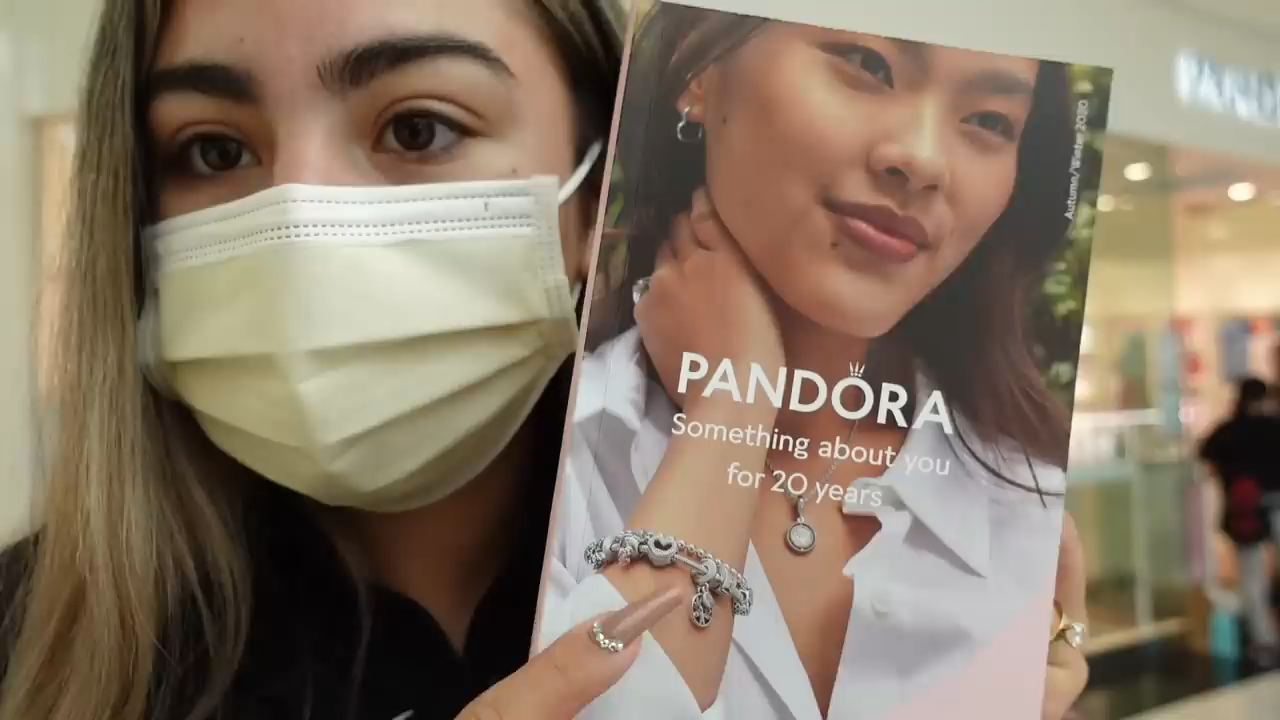 Autumn/Winter 2020
PANDORA
Something about you
for 20 years
PANDO